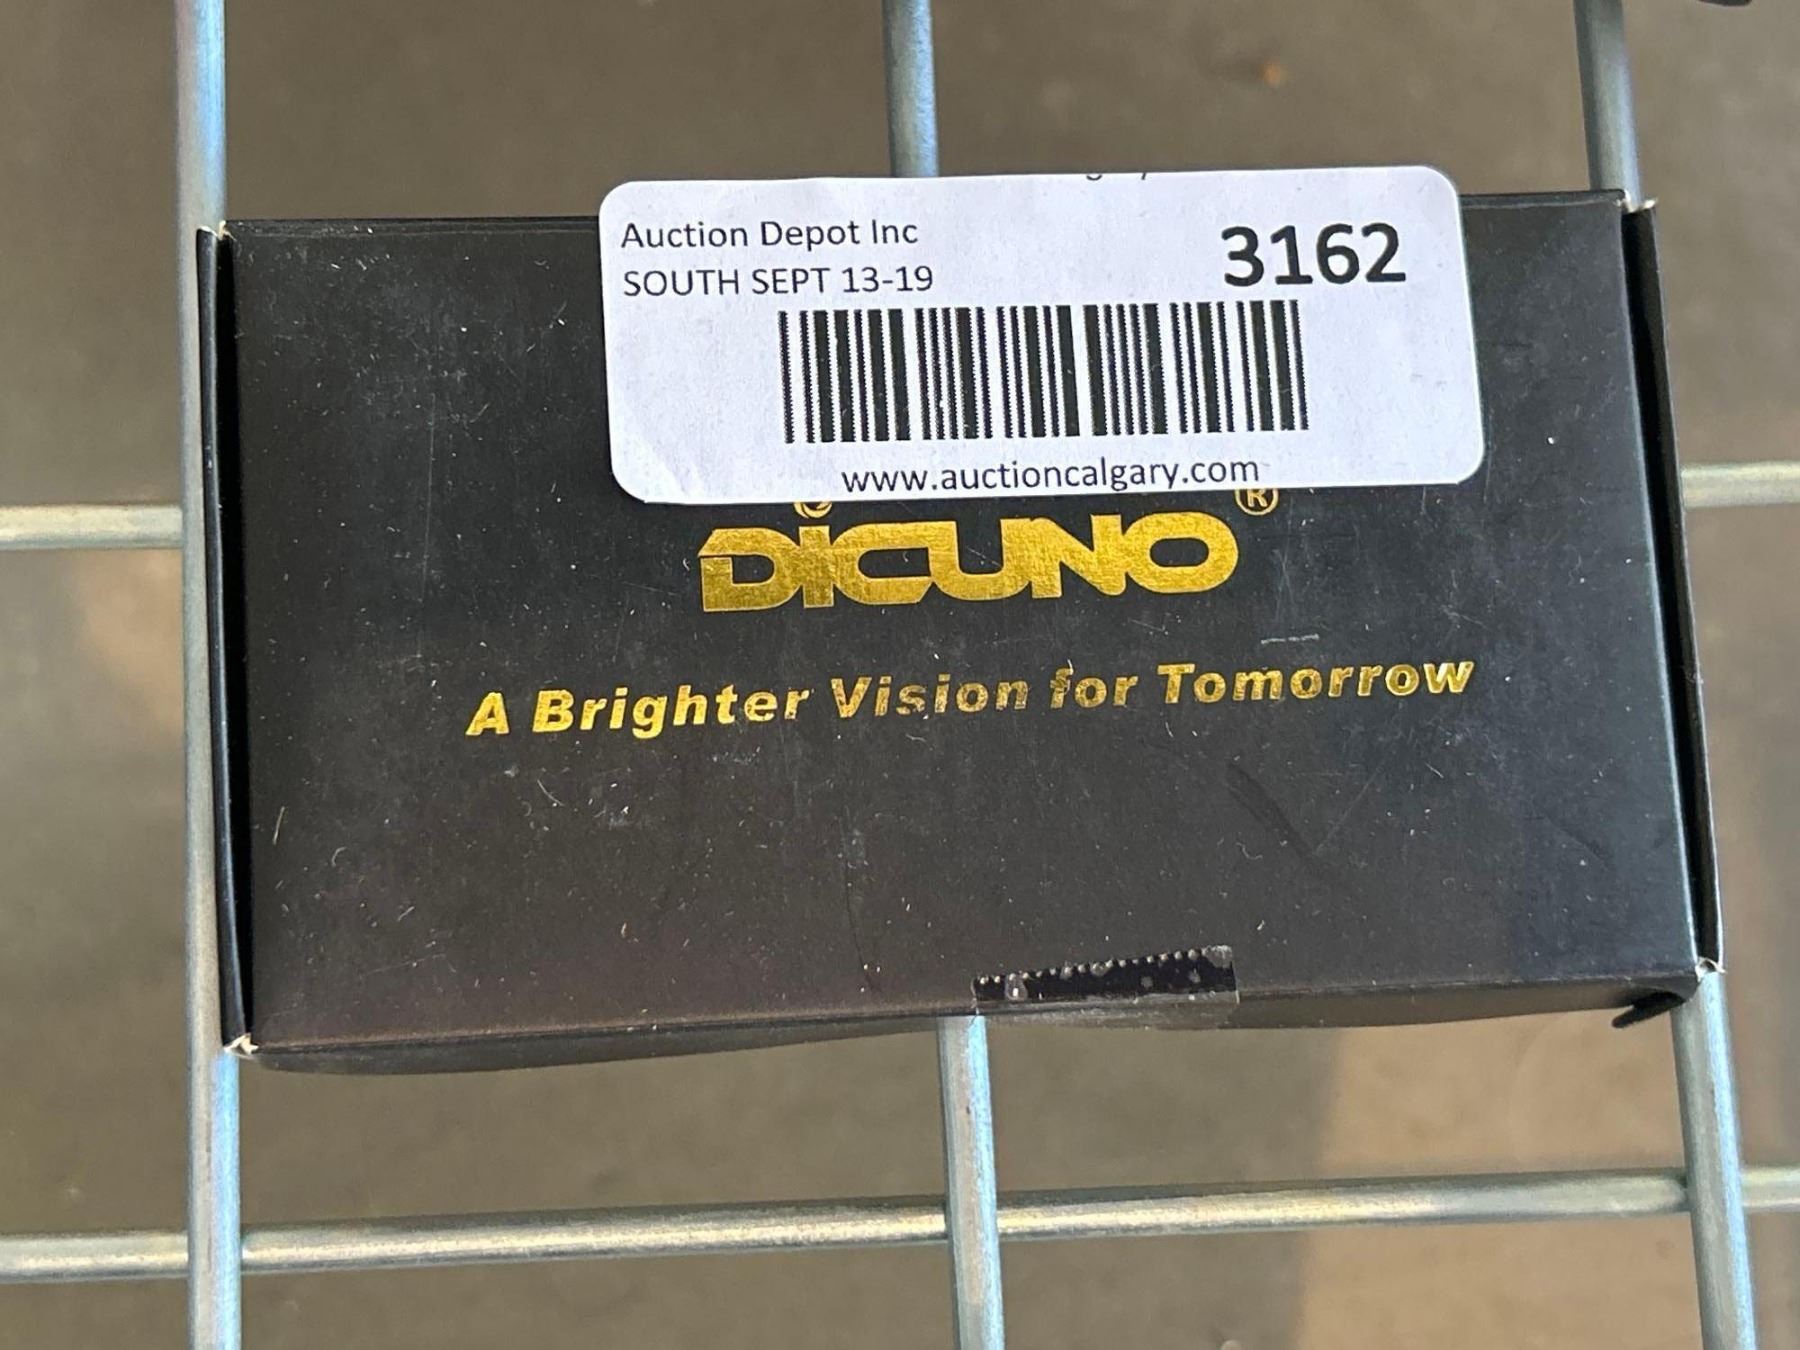 Auction Depot Inc
SOUTH SEPT 13-19
3162
www.auctioncalgary.com
DiCUNO®
A Brighter Vision for Tomorrow